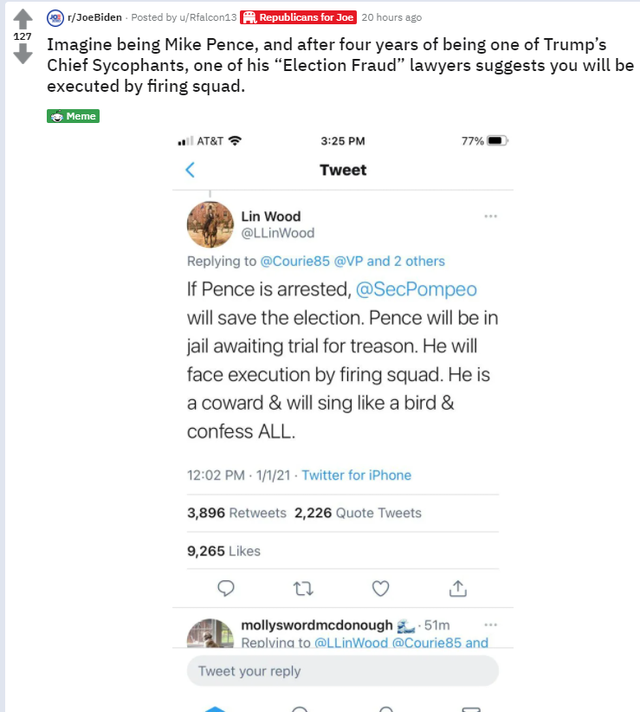 r/JoeBiden · Posted by u/Rfalcon13 Republicans for Joe 20 hours ago
127
Imagine being Mike Pence, and after four years of being one of Trump’s
Chief Sycophants, one of his “Election Fraud” lawyers suggests you will be
executed by firing squad.
Meme
AT&T 3:25 PM 77%
Tweet
Lin Wood
@LLinWood
Replying to @Courie85 @VP and 2 others
If Pence is arrested, @SecPompeo
will save the election. Pence will be in
jail awaiting trial for treason. He will
face execution by firing squad. He is
a coward & will sing like a bird &
confess ALL.
12:02 PM · 1/1/21 · Twitter for iPhone
3,896 Retweets 2,226 Quote Tweets
9,265 Likes
mollyswordmcdonough · 51m
Replying to @LLinWood @Courie85 and
Tweet your reply